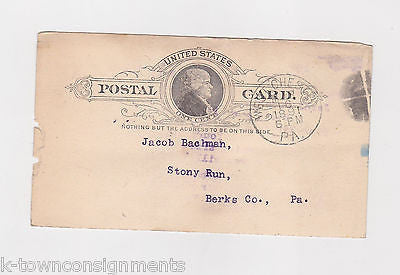 UNITED STATES
POSTAL CARD.
ONE CENT
NOTHING BUT THE ADDRESS TO BE ON THIS SIDE.
PA.
Jacob Bachman,
Stony Run,
Berks Co., Pa.
k-townconsignments